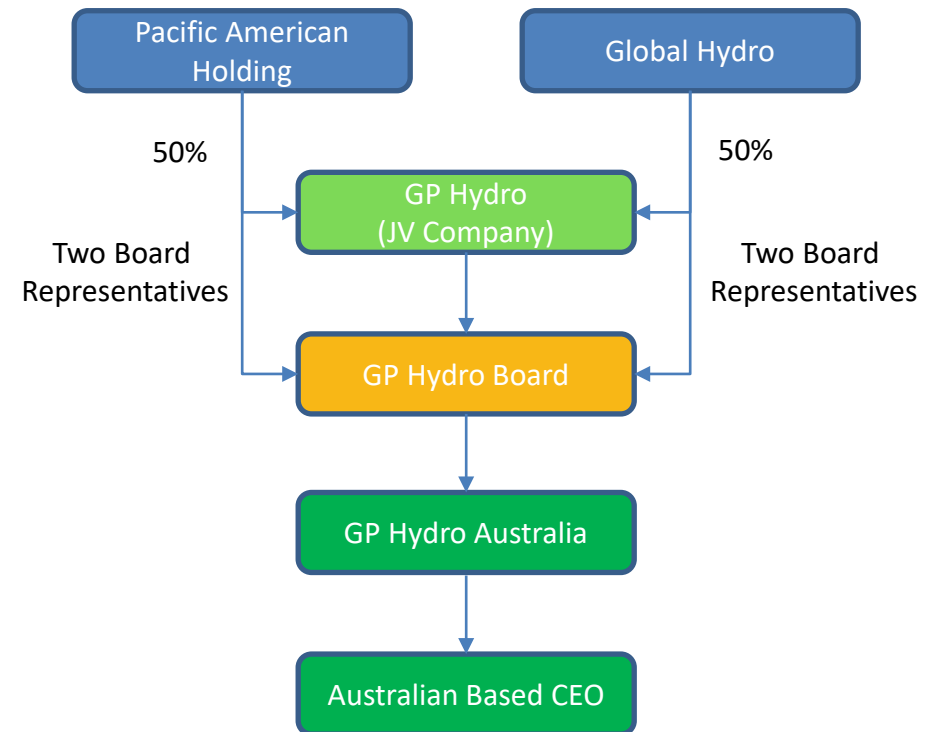 Pacific American
Holding
Global Hydro
50%
50%
GP Hydro
(JV Company)
Two Board
Representatives
Two Board
Representatives
GP Hydro Board
GP Hydro Australia
Australian Based CEO